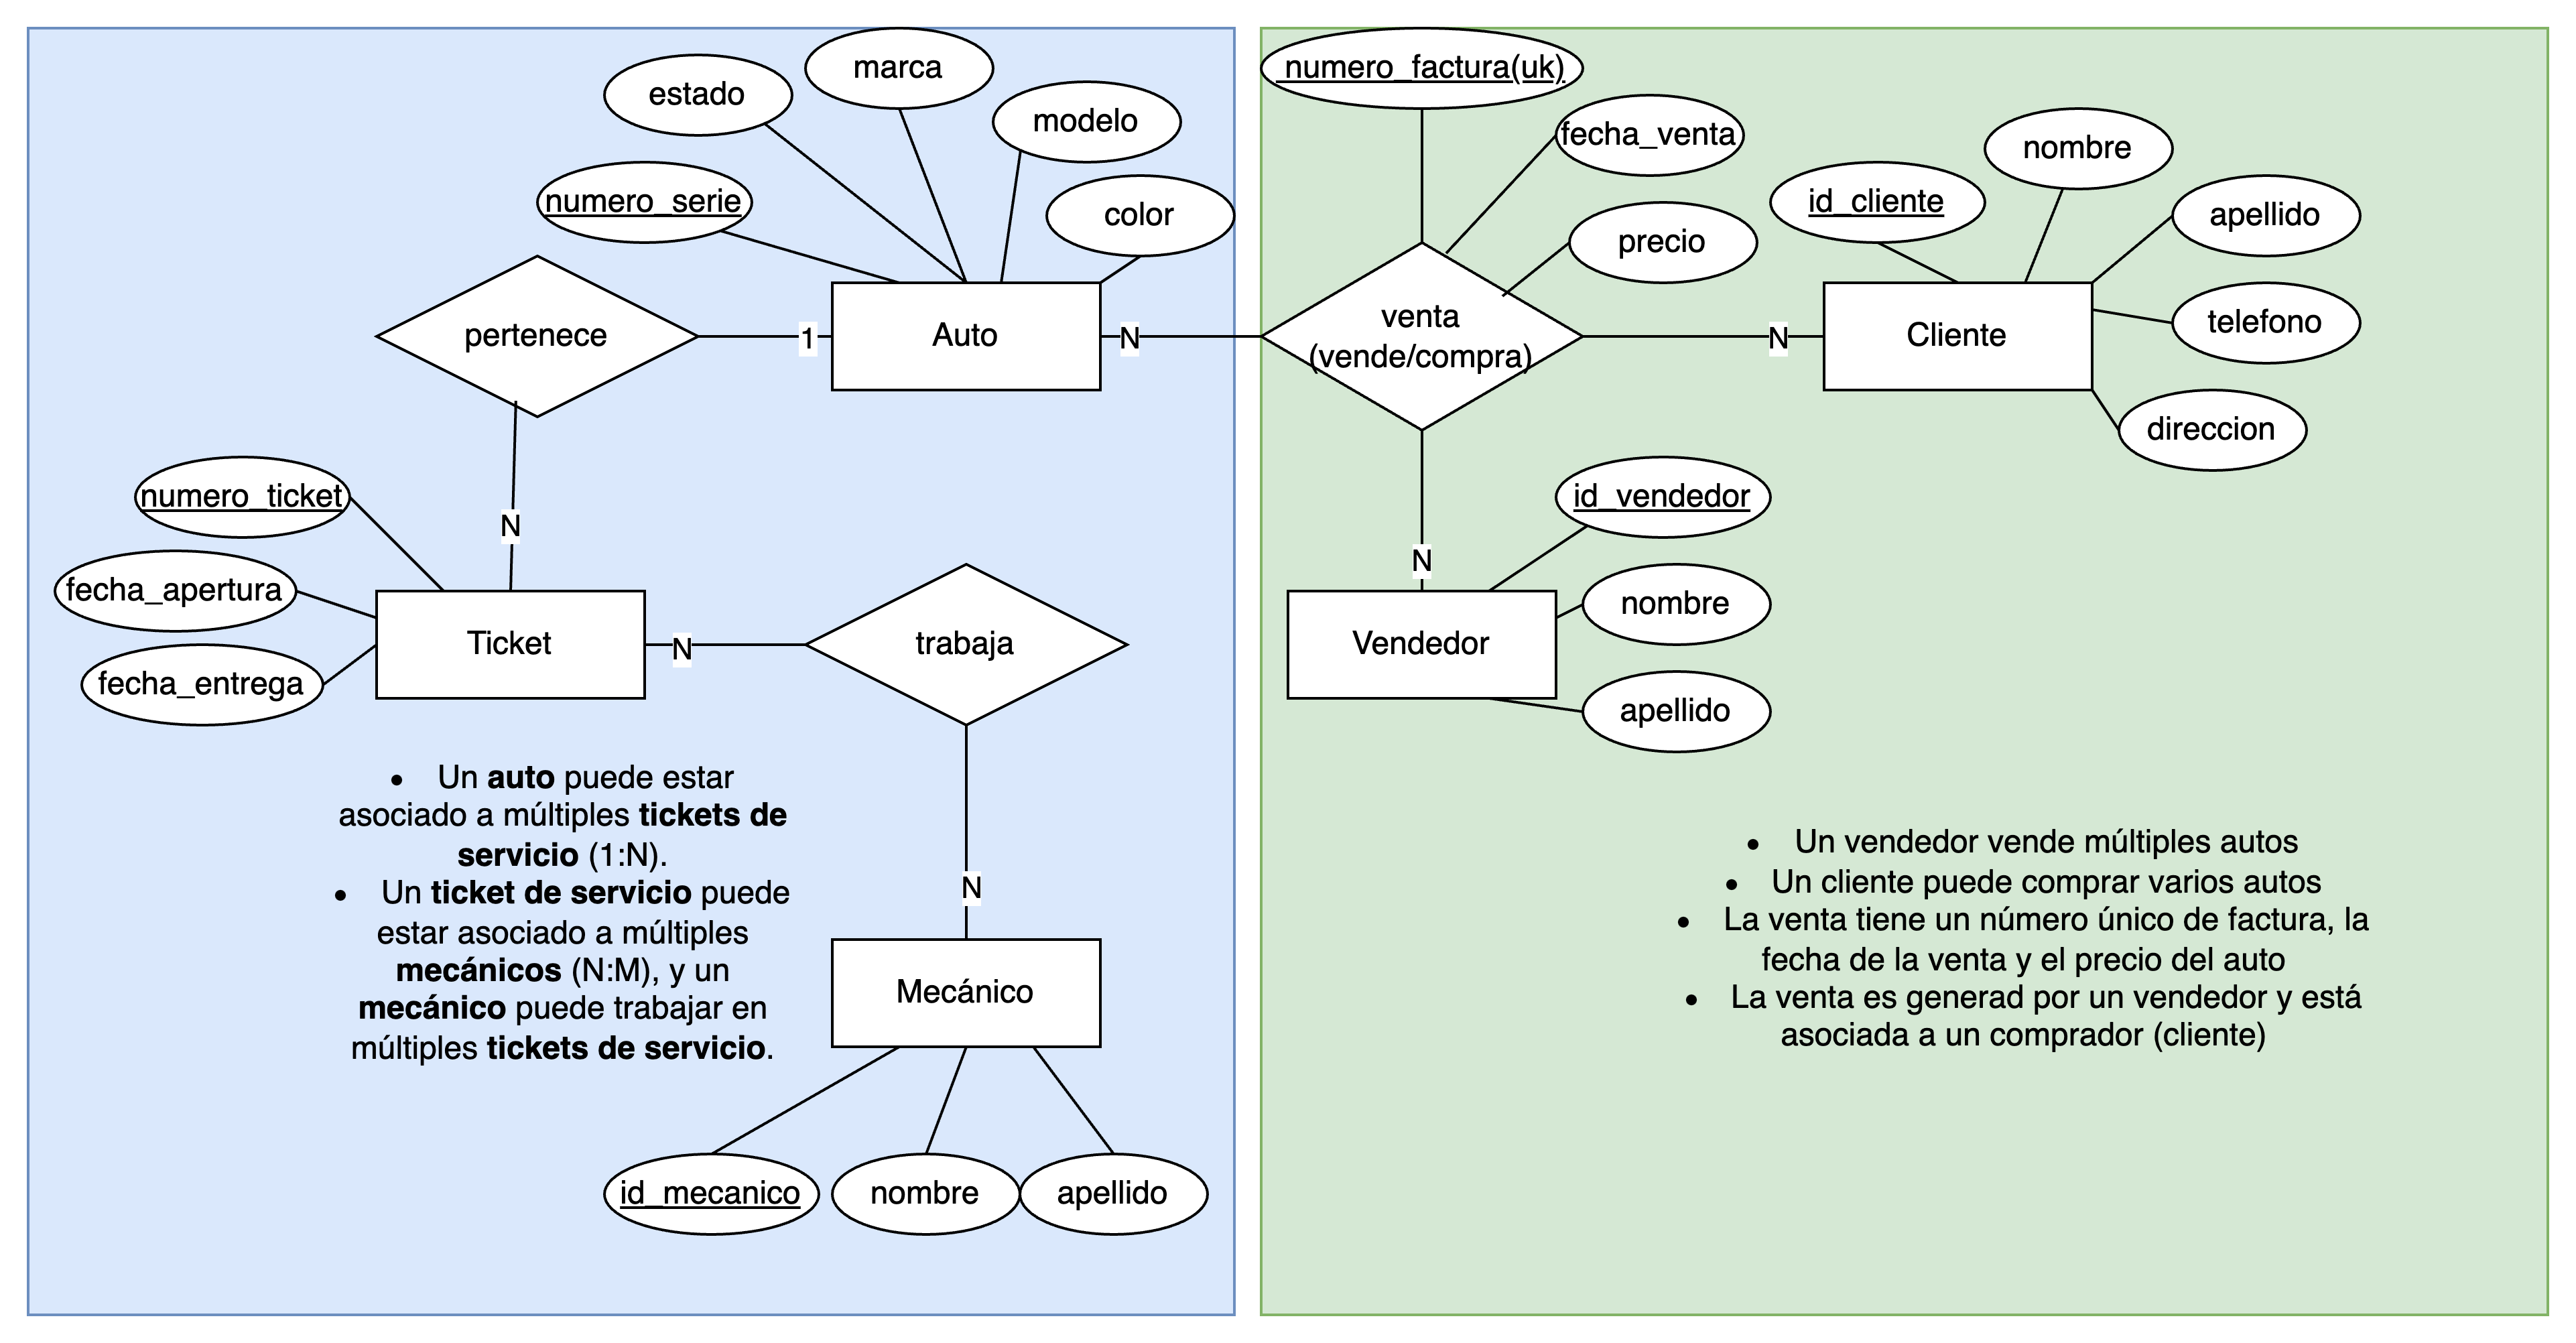 estado
marca
modelo
numero_serie
color
pertenece
1
Auto
N
numero_ticket
N
fecha_apertura
fecha_entrega
Ticket
N
trabaja
• Un auto puede estar
asociado a múltiples tickets de
servicio (1:N).
• Un ticket de servicio puede
estar asociado a múltiples
mecánicos (N:M), y un
mecánico puede trabajar en
múltiples tickets de servicio.
N
Mecánico
id_mecanico
nombre
apellido
numero_factura(uk)
fecha_venta
precio
venta
(vende/compra)
N
id_cliente
nombre
apellido
telefono
direccion
Cliente
N
id_vendedor
nombre
apellido
Vendedor
• Un vendedor vende múltiples autos
• Un cliente puede comprar varios autos
• La venta tiene un número único de factura, la
fecha de la venta y el precio del auto
• La venta es generad por un vendedor y está
asociada a un comprador (cliente)